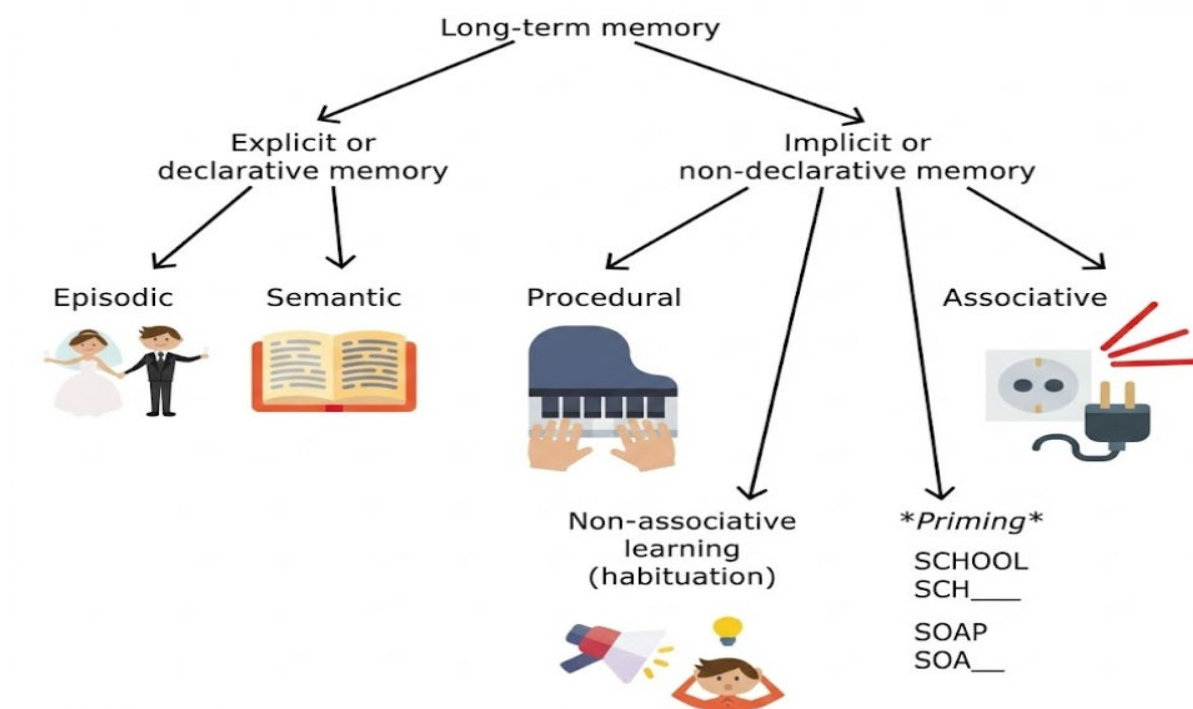 Long-term memory
Explicit or
declarative memory
Implicit or
non-declarative memory
Episodic
Semantic
Procedural
Associative
Non-associative
learning
(habituation)
*Priming*
SCHOOL
SCH___
SOAP
SOA__